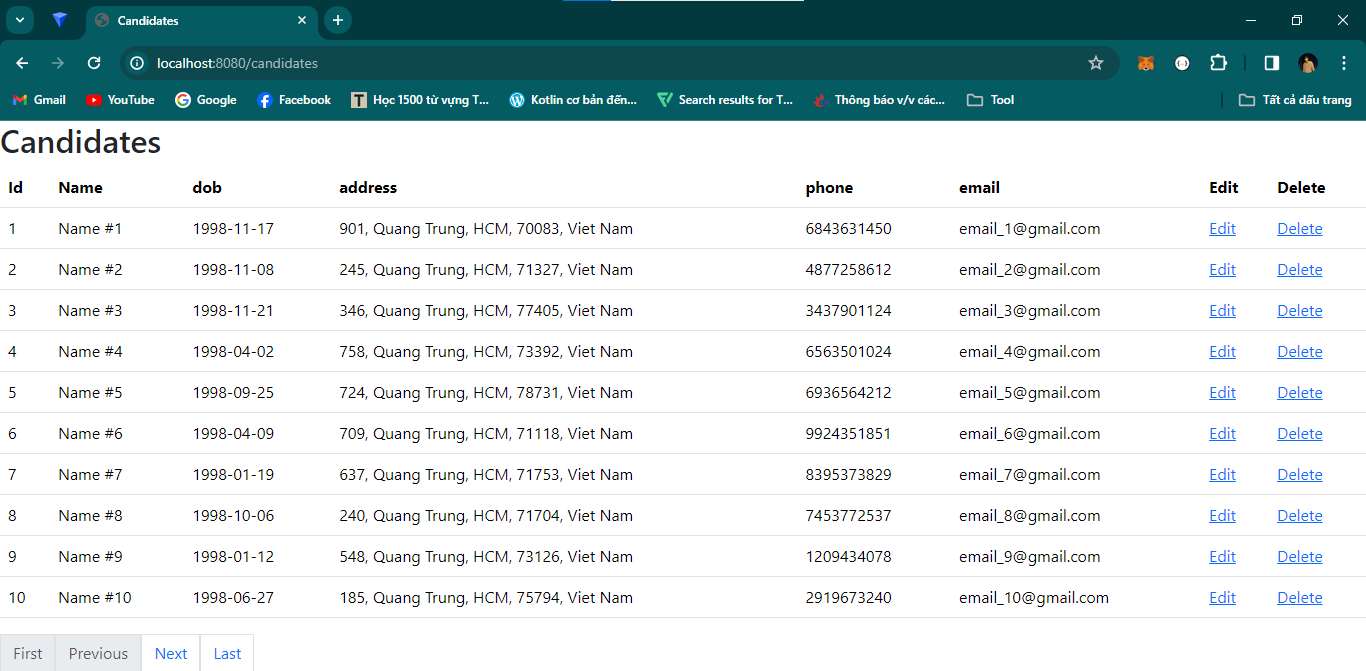 Candidates
localhost:8080/candidates
Gmail YouTube Google Facebook Học 1500 từ vựng T... Kotlin cơ bản đến... Search results for T... Thông báo v/v các... Tool Tất cả dấu trang
Candidates
Id Name dob address phone email Edit Delete
1 Name #1 1998-11-17 901, Quang Trung, HCM, 70083, Viet Nam 6843631450 email_1@gmail.com Edit Delete
2 Name #2 1998-11-08 245, Quang Trung, HCM, 71327, Viet Nam 4877258612 email_2@gmail.com Edit Delete
3 Name #3 1998-11-21 346, Quang Trung, HCM, 77405, Viet Nam 3437901124 email_3@gmail.com Edit Delete
4 Name #4 1998-04-02 758, Quang Trung, HCM, 73392, Viet Nam 6563501024 email_4@gmail.com Edit Delete
5 Name #5 1998-09-25 724, Quang Trung, HCM, 78731, Viet Nam 6936564212 email_5@gmail.com Edit Delete
6 Name #6 1998-04-09 709, Quang Trung, HCM, 71118, Viet Nam 9924351851 email_6@gmail.com Edit Delete
7 Name #7 1998-01-19 637, Quang Trung, HCM, 71753, Viet Nam 8395373829 email_7@gmail.com Edit Delete
8 Name #8 1998-10-06 240, Quang Trung, HCM, 71704, Viet Nam 7453772537 email_8@gmail.com Edit Delete
9 Name #9 1998-01-12 548, Quang Trung, HCM, 73126, Viet Nam 1209434078 email_9@gmail.com Edit Delete
10 Name #10 1998-06-27 185, Quang Trung, HCM, 75794, Viet Nam 2919673240 email_10@gmail.com Edit Delete
First Previous Next Last